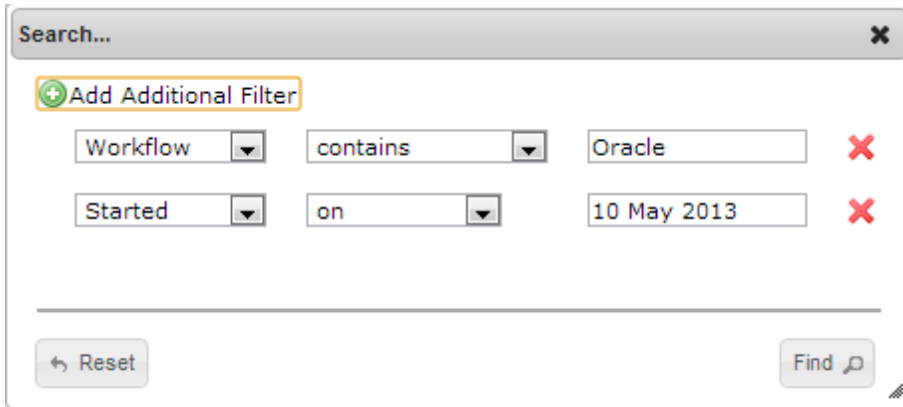 Search...
Add Additional Filter
Workflow contains Oracle
Started on 10 May 2013
Reset Find